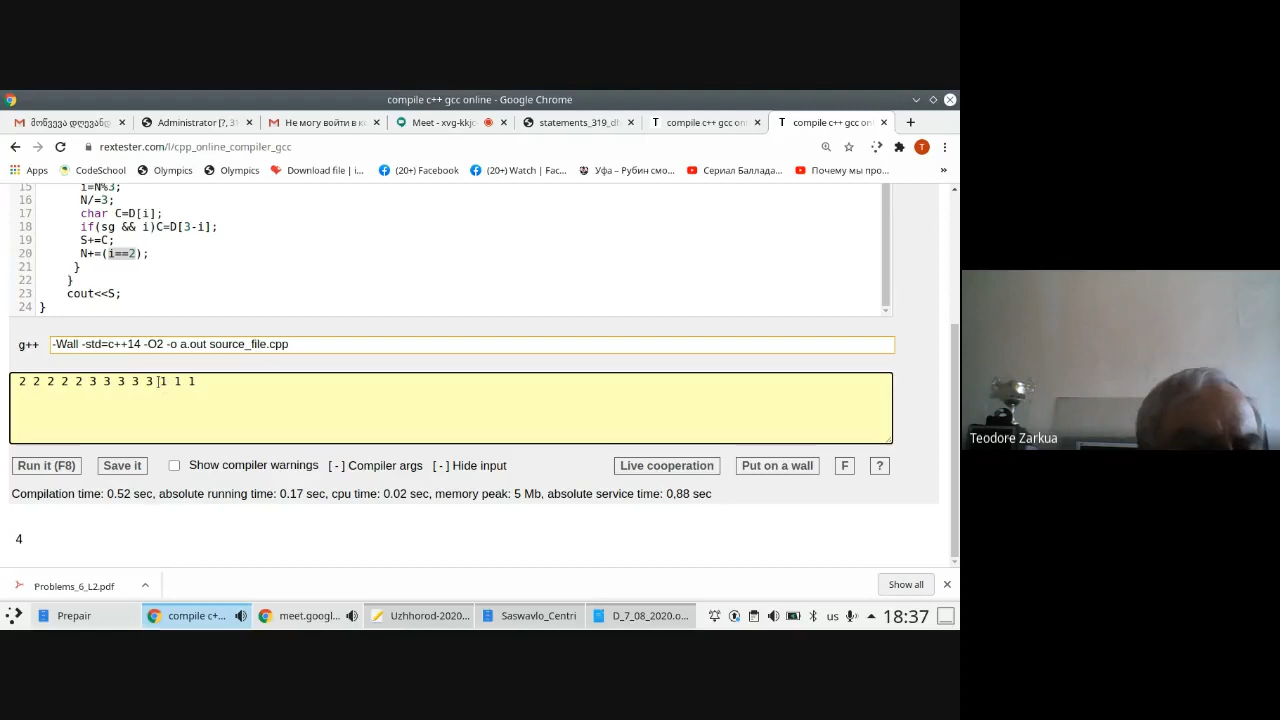 compile c++ gcc online - Google Chrome
მოწვევა დღევანდ
Administrator [?, 31
Не могу войти в кс
Meet - xvg-kkjc
statements_319_db
compile c++ gcc on
compile c++ gcc on
rextester.com/l/cpp_online_compiler_gcc
Apps CodeSchool Olympics Olympics Download file | i... (20+) Facebook (20+) Watch | Fac... Уфа – Рубин смо... Сериал Баллада... Почему мы про... »
15 i=N%3;
16 N/=3;
17 char C=D[i];
18 if(sg && i)C=D[3-i];
19 S+=C;
20 N+=(i==2);
21 }
22 }
23 cout<<S;
24 }
g++ -Wall -std=c++14 -O2 -o a.out source_file.cpp
2 2 2 2 2 3 3 3 3 3 1 1 1
Run it (F8) Save it Show compiler warnings [ - ] Compiler args [ - ] Hide input Live cooperation Put on a wall F ?
Compilation time: 0.52 sec, absolute running time: 0.17 sec, cpu time: 0.02 sec, memory peak: 5 Mb, absolute service time: 0,88 sec
4
Teodore Zarkua
Problems_6_L2.pdf Show all
Prepair compile c+... meet.googl... Uzhhorod-2020... Saswavlo_Centri D_7_08_2020.o... us 18:37